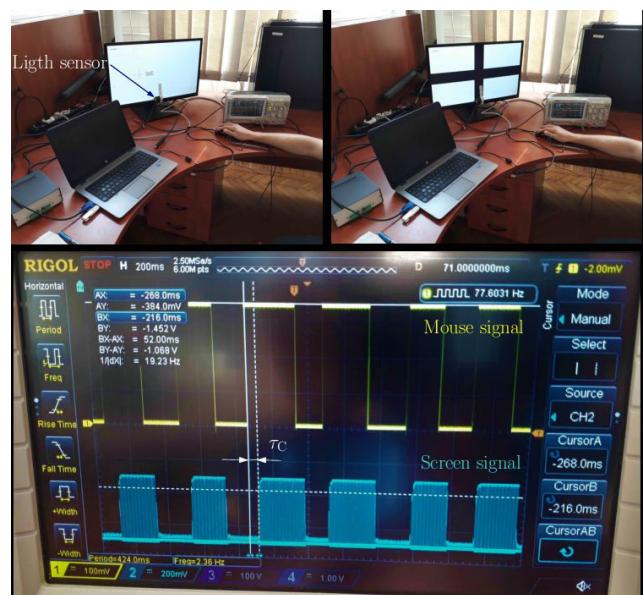 Ligth sensor
RIGOL STOP H 200ms 2.50MSa/s 6.00M pts D 71.0000000ms T 1 -2.00mV
Horizontal
Period
Freq
Rise Time
Fall Time
+Width
-Width
AX: = -268.0ms
AY: = -384.0mV
BX: = -216.0ms
BY: = -1.452 V
BX-AX: = 52.00ms
BY-AY: = -1.068 V
1/|dX|: = 19.23 Hz
1 77.6031 Hz
Mouse signal
τC
Screen signal
Cursor
Mode
Manual
Select
Source
CH2
CursorA
-268.0ms
CursorB
-216.0ms
CursorAB
Period=424.0ms Freq=2.36 Hz
1 = 100mV 2 = 200mV 3 = 100 V 4 = 1.00 V